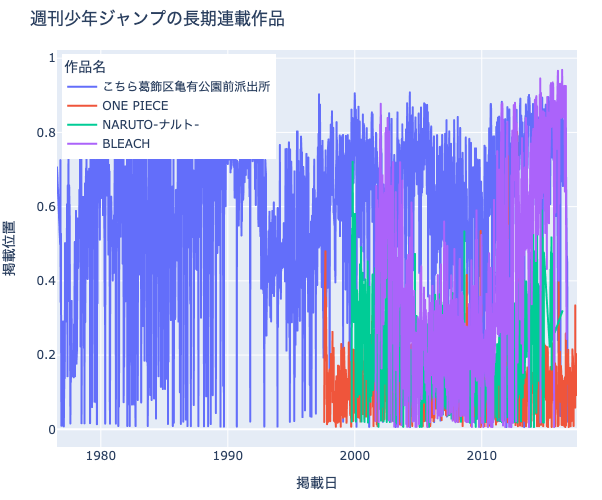 週刊少年ジャンプの長期連載作品
作品名
こちら葛飾区亀有公園前派出所
ONE PIECE
NARUTO-ナルト-
BLEACH
1
0.8
0.6
0.4
0.2
0
掲載位置
1980
1990
2000
2010
掲載日